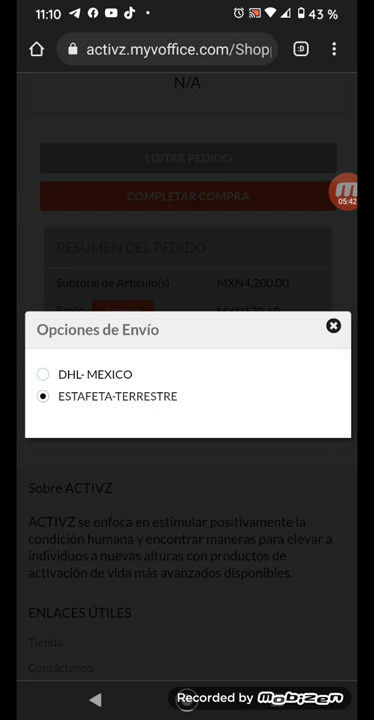 11:10
43 %
activz.myvoffice.com/Shop
:D
N/A
EDITAR PEDIDO
COMPLETAR COMPRA
05:42
RESUMEN DEL PEDIDO
Subtotal de Artículo(s) MXN4,200.00
Envío
Opciones de Envío
DHL- MEXICO
ESTAFETA-TERRESTRE
Sobre ACTIVZ
ACTIVZ se enfoca en estimular positivamente la
condición humana y encontrar maneras para elevar a
individuos a nuevas alturas con productos de
activación de vida más avanzados disponibles.
ENLACES ÚTILES
Tienda
Contáctenos
Recorded by mobizen